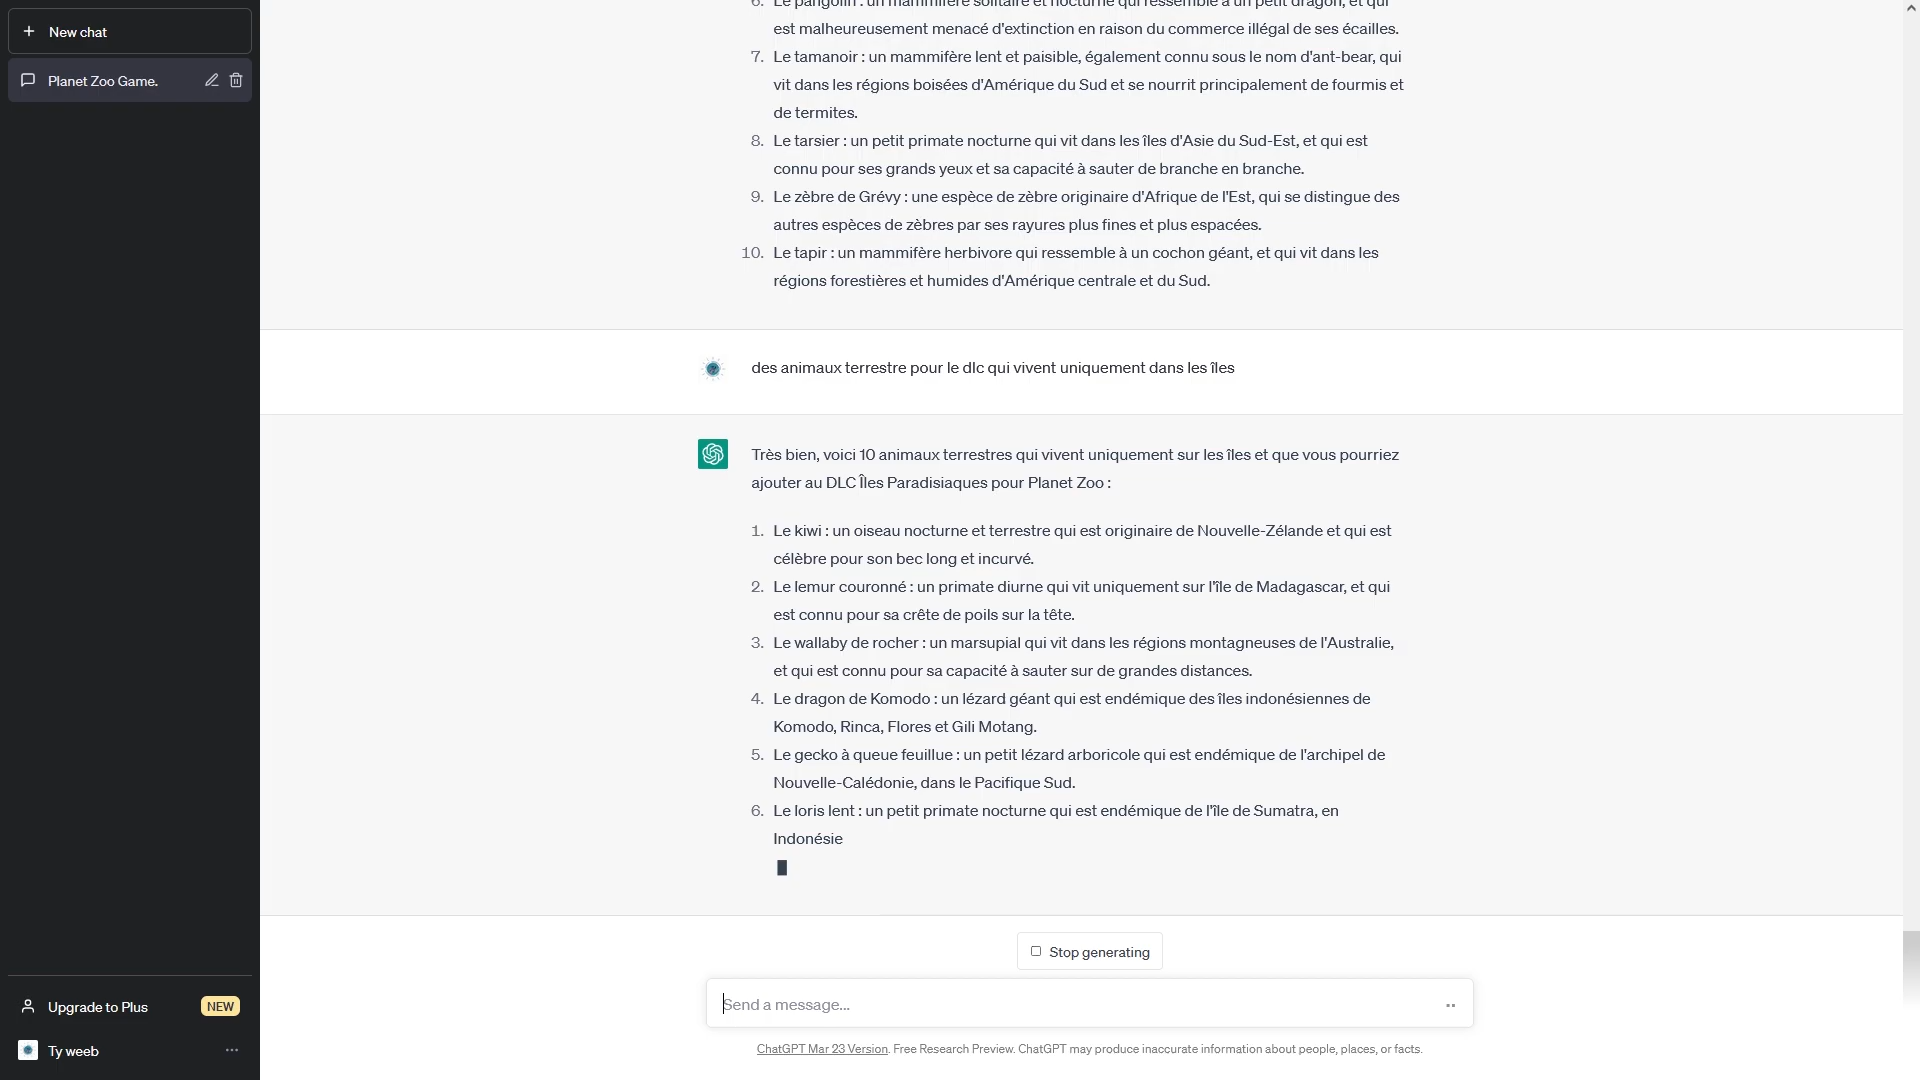 New chat
Planet Zoo Game.
6. Le pangolin : un mammifère solitaire et nocturne qui ressemble à un petit dragon, et qui
est malheureusement menacé d'extinction en raison du commerce illégal de ses écailles.
7. Le tamanoir : un mammifère lent et paisible, également connu sous le nom d'ant-bear, qui
vit dans les régions boisées d'Amérique du Sud et se nourrit principalement de fourmis et
de termites.
8. Le tarsier : un petit primate nocturne qui vit dans les îles d'Asie du Sud-Est, et qui est
connu pour ses grands yeux et sa capacité à sauter de branche en branche.
9. Le zèbre de Grévy : une espèce de zèbre originaire d'Afrique de l'Est, qui se distingue des
autres espèces de zèbres par ses rayures plus fines et plus espacées.
10. Le tapir : un mammifère herbivore qui ressemble à un cochon géant, et qui vit dans les
régions forestières et humides d'Amérique centrale et du Sud.
des animaux terrestre pour le dlc qui vivent uniquement dans les îles
Très bien, voici 10 animaux terrestres qui vivent uniquement sur les îles et que vous pourriez
ajouter au DLC Îles Paradisiaques pour Planet Zoo :
1. Le kiwi : un oiseau nocturne et terrestre qui est originaire de Nouvelle-Zélande et qui est
célèbre pour son bec long et incurvé.
2. Le lemur couronné : un primate diurne qui vit uniquement sur l'île de Madagascar, et qui
est connu pour sa crête de poils sur la tête.
3. Le wallaby de rocher : un marsupial qui vit dans les régions montagneuses de l'Australie,
et qui est connu pour sa capacité à sauter sur de grandes distances.
4. Le dragon de Komodo : un lézard géant qui est endémique des îles indonésiennes de
Komodo, Rinca, Flores et Gili Motang.
5. Le gecko à queue feuillue : un petit lézard arboricole qui est endémique de l'archipel de
Nouvelle-Calédonie, dans le Pacifique Sud.
6. Le loris lent : un petit primate nocturne qui est endémique de l'île de Sumatra, en
Indonésie
Stop generating
Send a message...
Upgrade to Plus NEW
Ty weeb
ChatGPT Mar 23 Version. Free Research Preview. ChatGPT may produce inaccurate information about people, places, or facts.